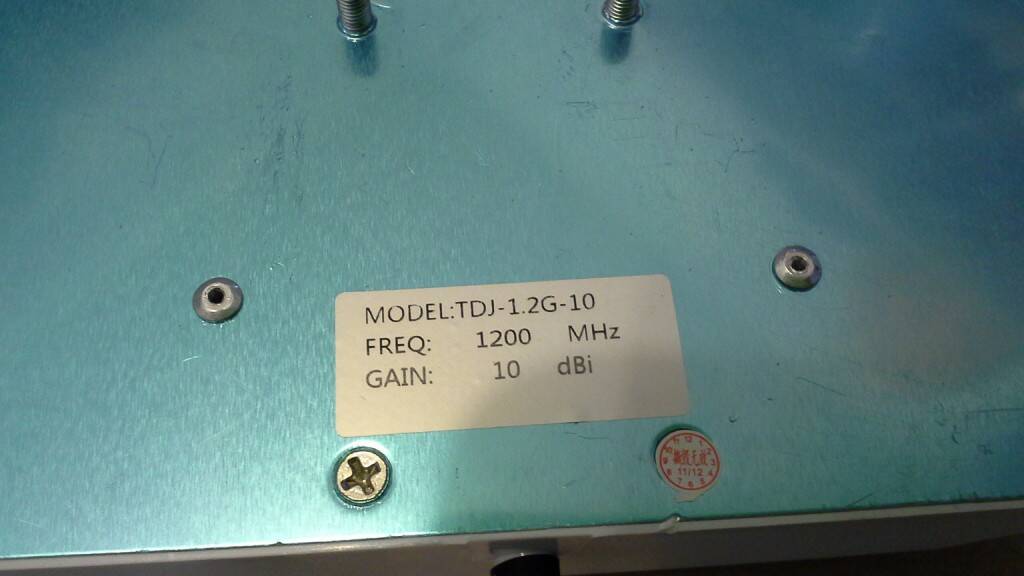 MODEL:TDJ-1.2G-10
FREQ: 1200 MHz
GAIN: 10 dBi
11/12